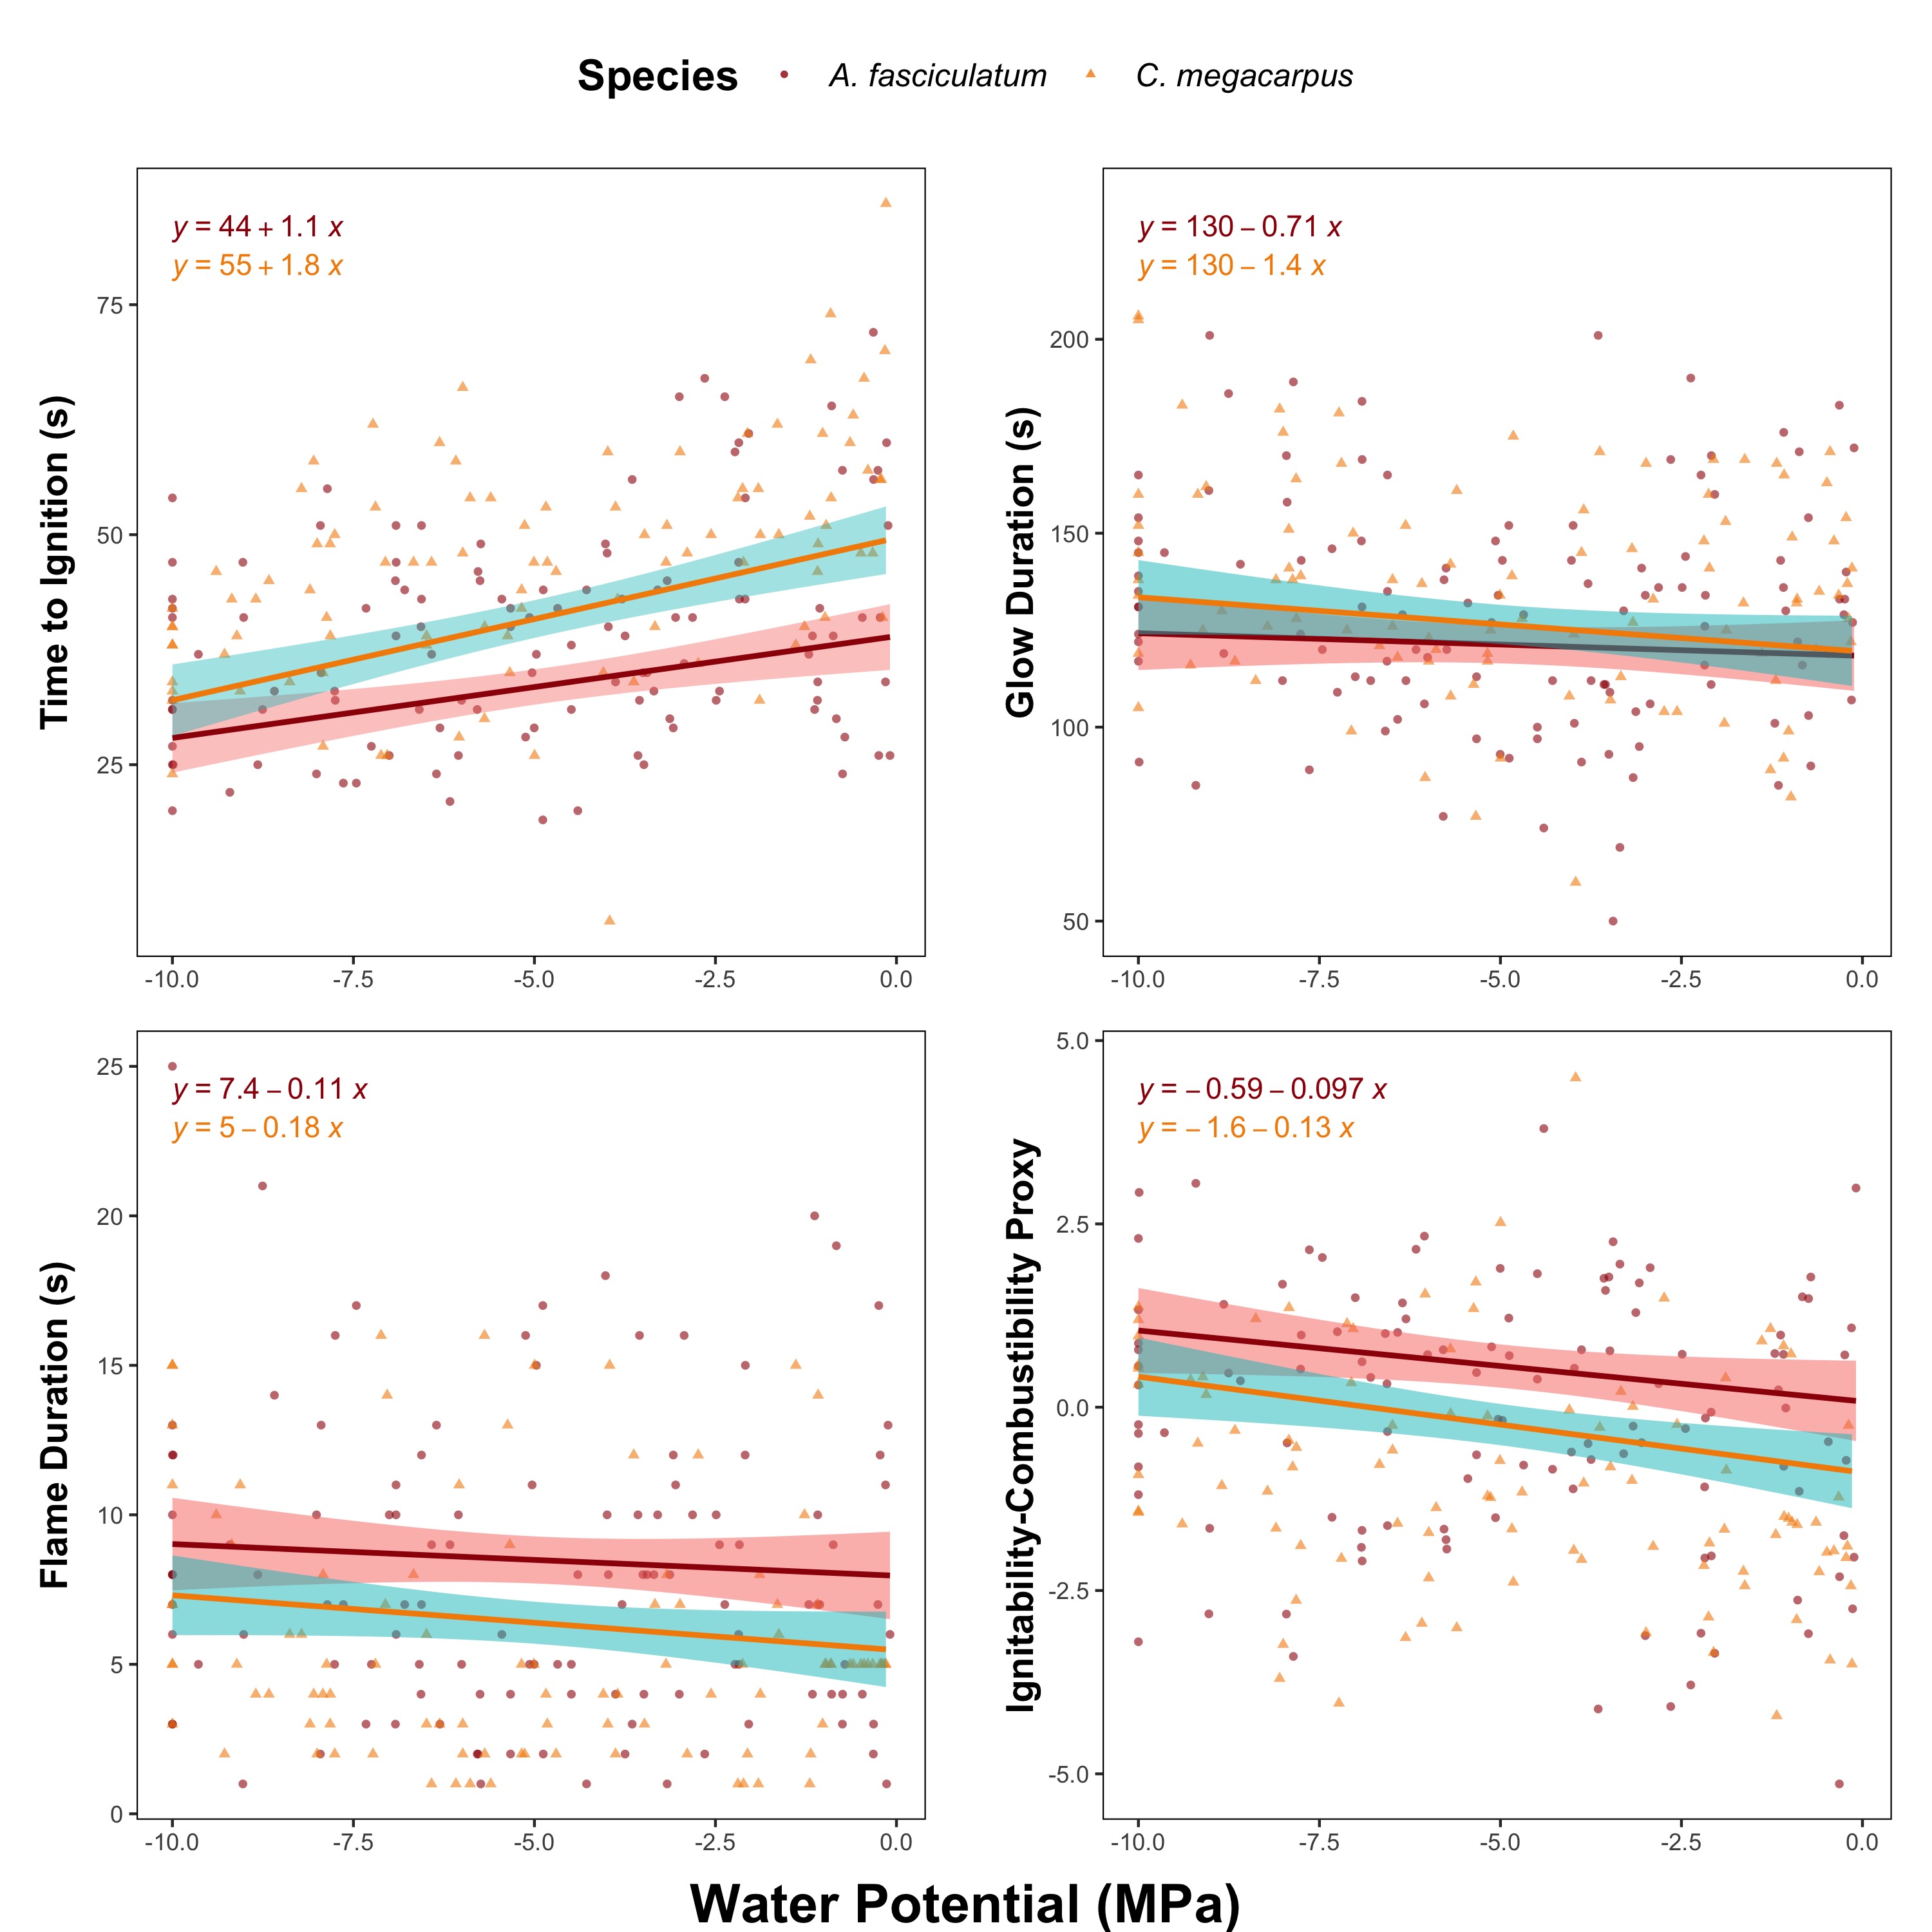 Species A. fasciculatum C. megacarpus
y = 44 + 1.1 x
y = 55 + 1.8 x
Time to Ignition (s)
75
50
25
-10.0 -7.5 -5.0 -2.5 0.0
y = 130 – 0.71 x
y = 130 – 1.4 x
Glow Duration (s)
200
150
100
50
-10.0 -7.5 -5.0 -2.5 0.0
y = 7.4 – 0.11 x
y = 5 – 0.18 x
Flame Duration (s)
25
20
15
10
5
0
-10.0 -7.5 -5.0 -2.5 0.0
y = – 0.59 – 0.097 x
y = – 1.6 – 0.13 x
Ignitability-Combustibility Proxy
5.0
2.5
0.0
-2.5
-5.0
-10.0 -7.5 -5.0 -2.5 0.0
Water Potential (MPa)